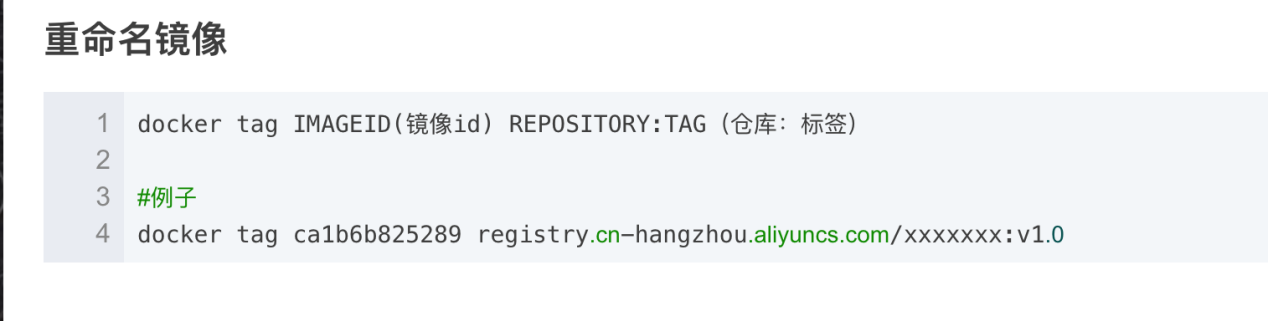 重命名镜像
1 docker tag IMAGEID(镜像id) REPOSITORY:TAG（仓库：标签）
2
3 #例子
4 docker tag ca1b6b825289 registry.cn-hangzhou.aliyuncs.com/xxxxxxx:v1.0